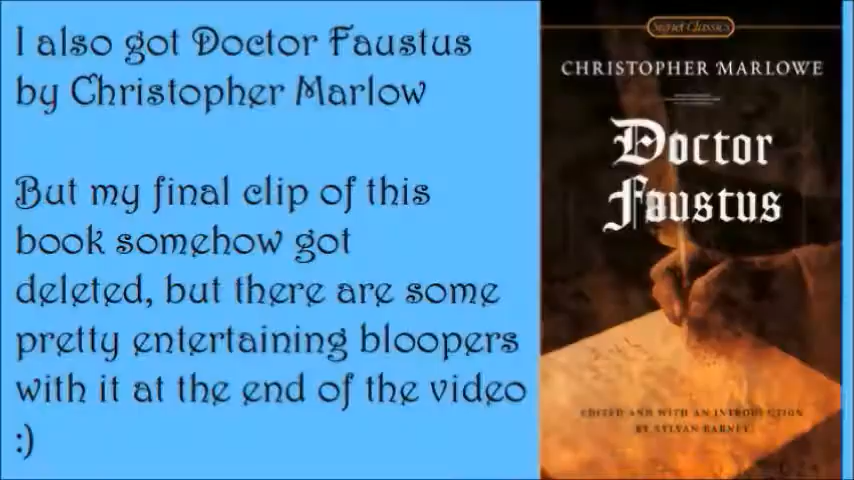 I also got Doctor Faustus
by Christopher Marlow
But my final clip of this
book somehow got
deleted, but there are some
pretty entertaining bloopers
with it at the end of the video
:)
Signet Classics
CHRISTOPHER MARLOWE
Doctor
Faustus
EDITED AND WITH AN INTRODUCTION
BY SYLVAN BARNET